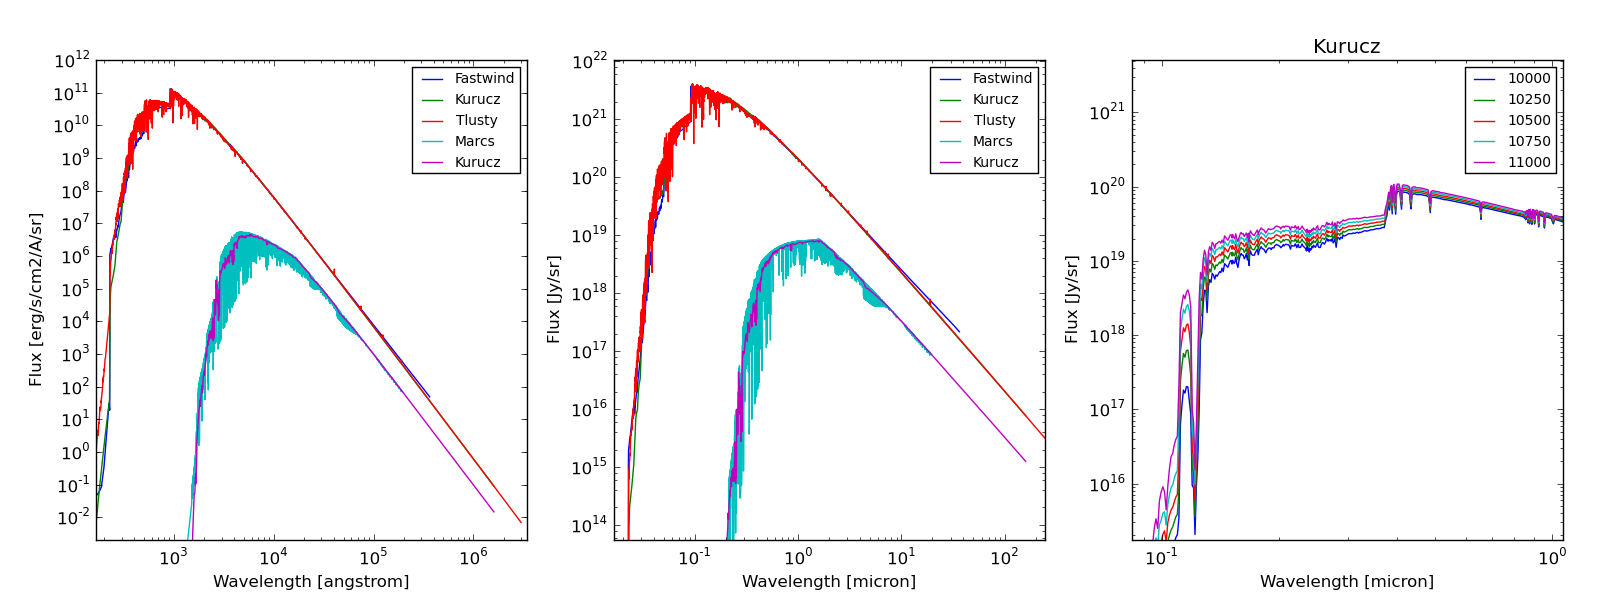 Kurucz
10^12
10^11
10^10
10^9
10^8
10^7
10^6
10^5
10^4
10^3
10^2
10^1
10^0
10^-1
10^-2
Flux [erg/s/cm2/A/sr]
Fastwind
Kurucz
Tlusty
Marcs
Kurucz
10^3 10^4 10^5 10^6
Wavelength [angstrom]
10^22
10^21
10^20
10^19
10^18
10^17
10^16
10^15
10^14
Flux [Jy/sr]
Fastwind
Kurucz
Tlusty
Marcs
Kurucz
10^-1 10^0 10^1 10^2
Wavelength [micron]
10^21
10^20
10^19
10^18
10^17
10^16
Flux [Jy/sr]
10000
10250
10500
10750
11000
10^-1 10^0
Wavelength [micron]